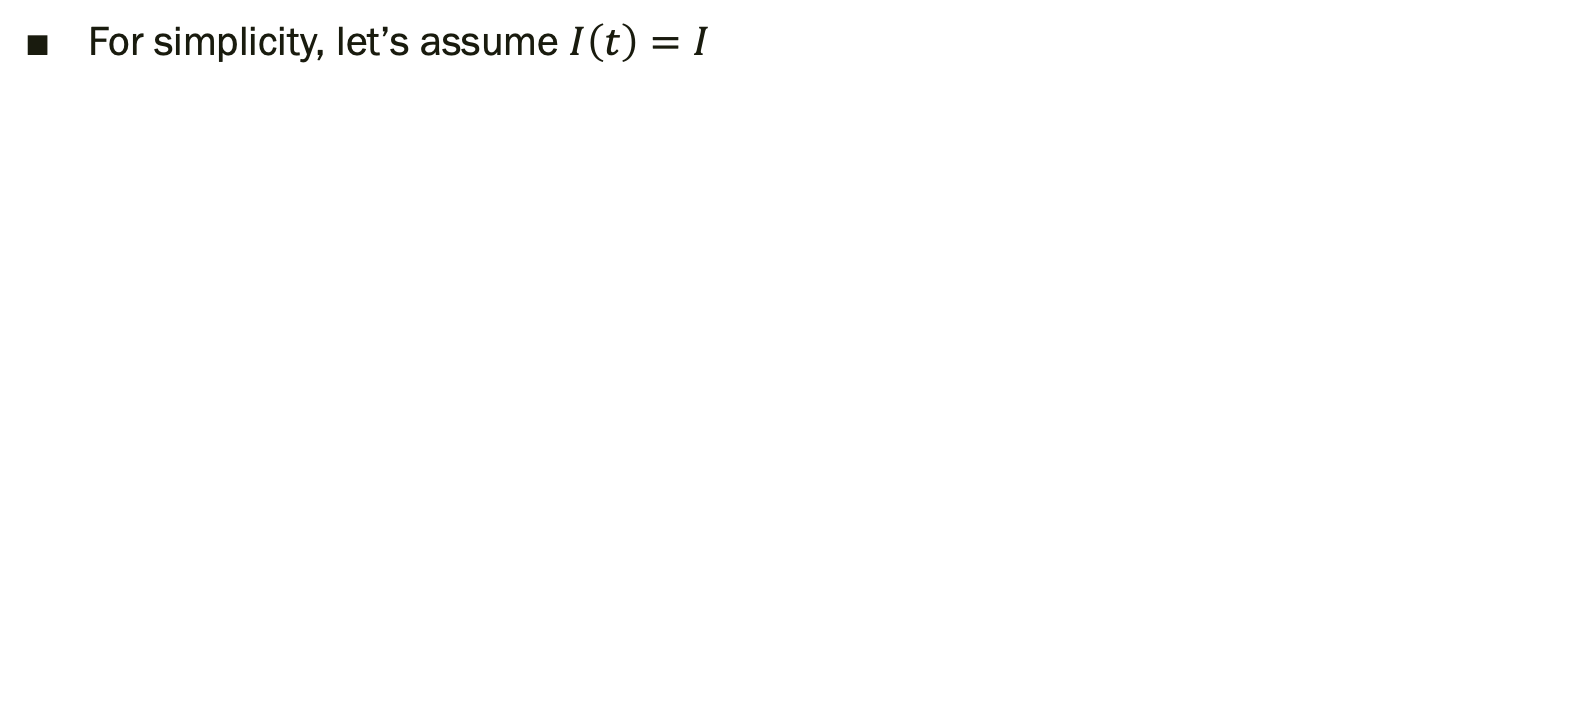 ■ For simplicity, let’s assume 𝐼(𝑡) = 𝐼